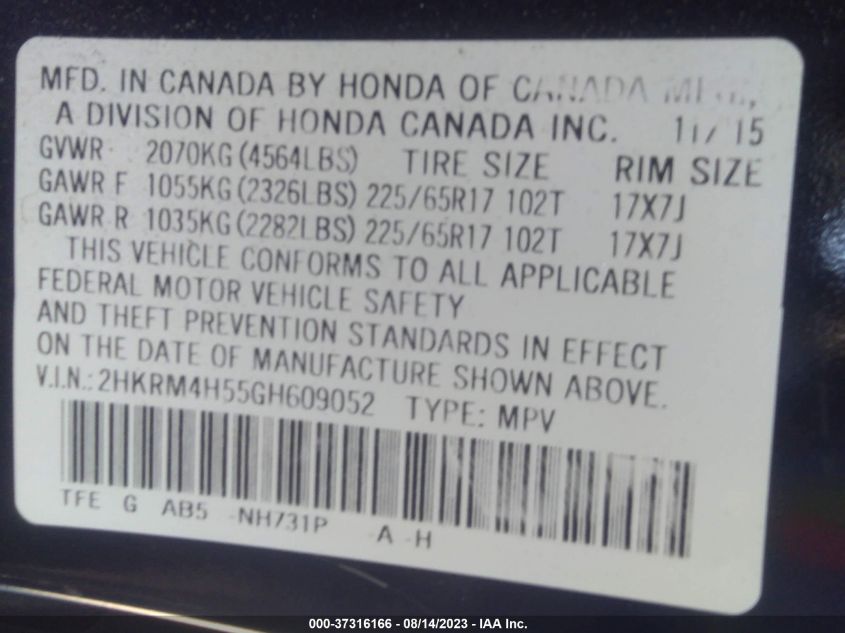 MFD. IN CANADA BY HONDA OF CANADA MFG.,
A DIVISION OF HONDA CANADA INC. 11/15
GVWR 2070KG (4564LBS) TIRE SIZE RIM SIZE
GAWR F 1055KG (2326LBS) 225/65R17 102T 17X7J
GAWR R 1035KG (2282LBS) 225/65R17 102T 17X7J
THIS VEHICLE CONFORMS TO ALL APPLICABLE
FEDERAL MOTOR VEHICLE SAFETY
AND THEFT PREVENTION STANDARDS IN EFFECT
ON THE DATE OF MANUFACTURE SHOWN ABOVE.
V.I.N.: 2HKRM4H55GH609052 TYPE: MPV
TFE G AB5 -NH731P -A -H
000-37316166 - 08/14/2023 - IAA Inc.